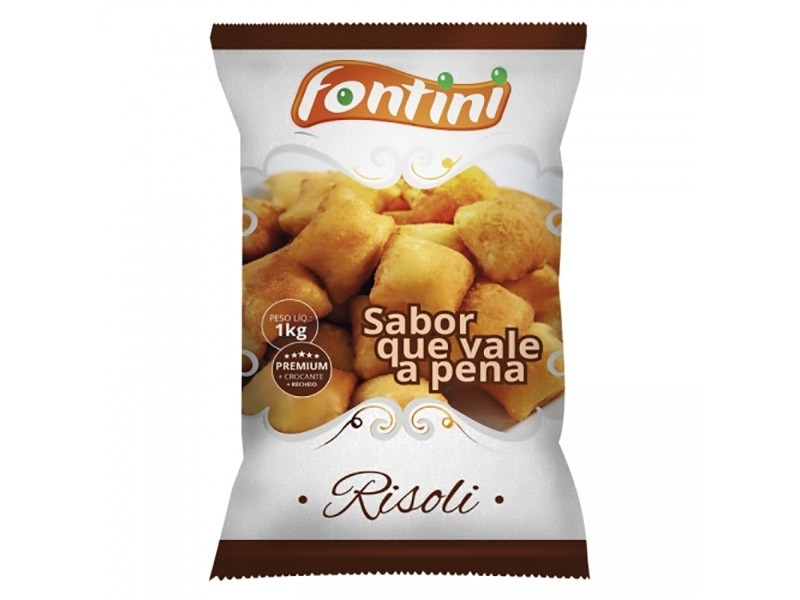 fontini
PESO LÍQ.:
1kg
PREMIUM
+ CROCANTE
+ RECHEIO
Sabor
que vale
a pena
• Risoli •